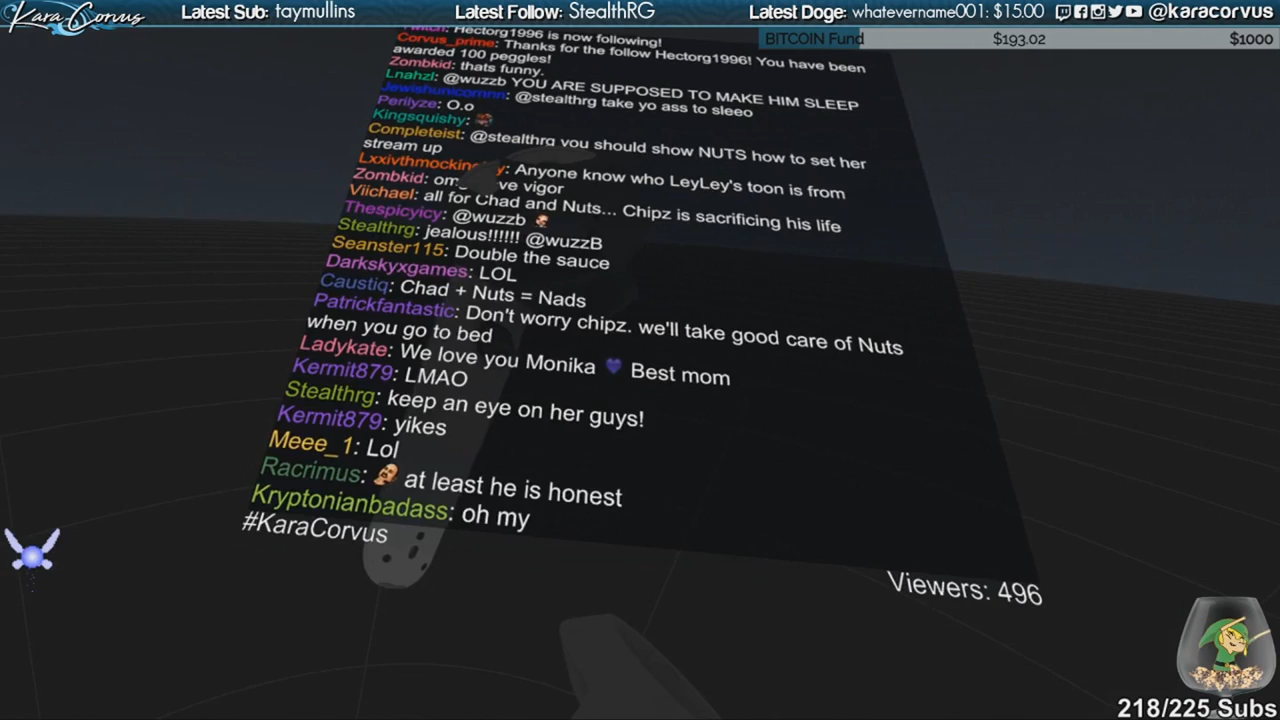 Kara Corvus
Latest Sub: taymullins
Latest Follow: StealthRG
Latest Doge: whatevername001: $15.00
@karacorvus
BITCOIN Fund $193.02 $1000
Twitch: Hectorg1996 is now following!
Corvus_prime: Thanks for the follow Hectorg1996! You have been
awarded 100 peggles!
Zombkid: thats funny.
Lnahzl: @wuzzb YOU ARE SUPPOSED TO MAKE HIM SLEEP
Jewishunicornnn: @stealthrg take yo ass to sleeo
Perilyze: O.o
Kingsquishy:
Completeist: @stealthrg you should show NUTS how to set her
stream up
: Anyone know who LeyLey's toon is from
Zombkid: vigor
Viichael: all for Chad and Nuts... Chipz is sacrificing his life
Thespicyicy: @wuzzb
Stealthrg: jealous!!!!!! @wuzzB
Seanster115: Double the sauce
Darkskyxgames: LOL
Caustiq: Chad + Nuts = Nads
Patrickfantastic: Don't worry chipz. we'll take good care of Nuts
when you go to bed
Ladykate: We love you Monika 💜 Best mom
Kermit879: LMAO
Stealthrg: keep an eye on her guys!
Kermit879: yikes
Meee_1: Lol
Racrimus: at least he is honest
Kryptonianbadass: oh my
#KaraCorvus
Viewers: 496
218/225 Subs